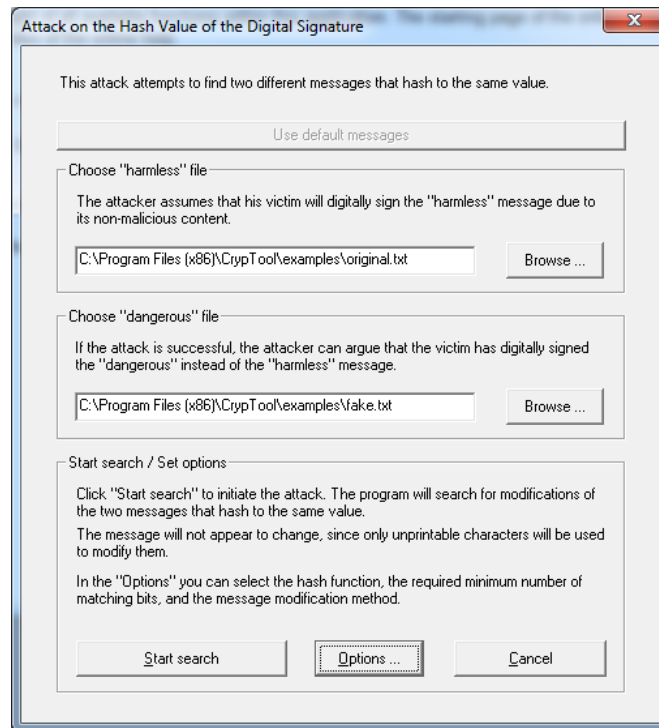 Attack on the Hash Value of the Digital Signature
This attack attempts to find two different messages that hash to the same value.
Use default messages
Choose "harmless" file
The attacker assumes that his victim will digitally sign the "harmless" message due to
its non-malicious content.
C:\Program Files (x86)\CrypTool\examples\original.txt
Browse ...
Choose "dangerous" file
If the attack is successful, the attacker can argue that the victim has digitally signed
the "dangerous" instead of the "harmless" message.
C:\Program Files (x86)\CrypTool\examples\fake.txt
Browse ...
Start search / Set options
Click "Start search" to initiate the attack. The program will search for modifications of
the two messages that hash to the same value.
The message will not appear to change, since only unprintable characters will be used
to modify them.
In the "Options" you can select the hash function, the required minimum number of
matching bits, and the message modification method.
Start search
Options ...
Cancel